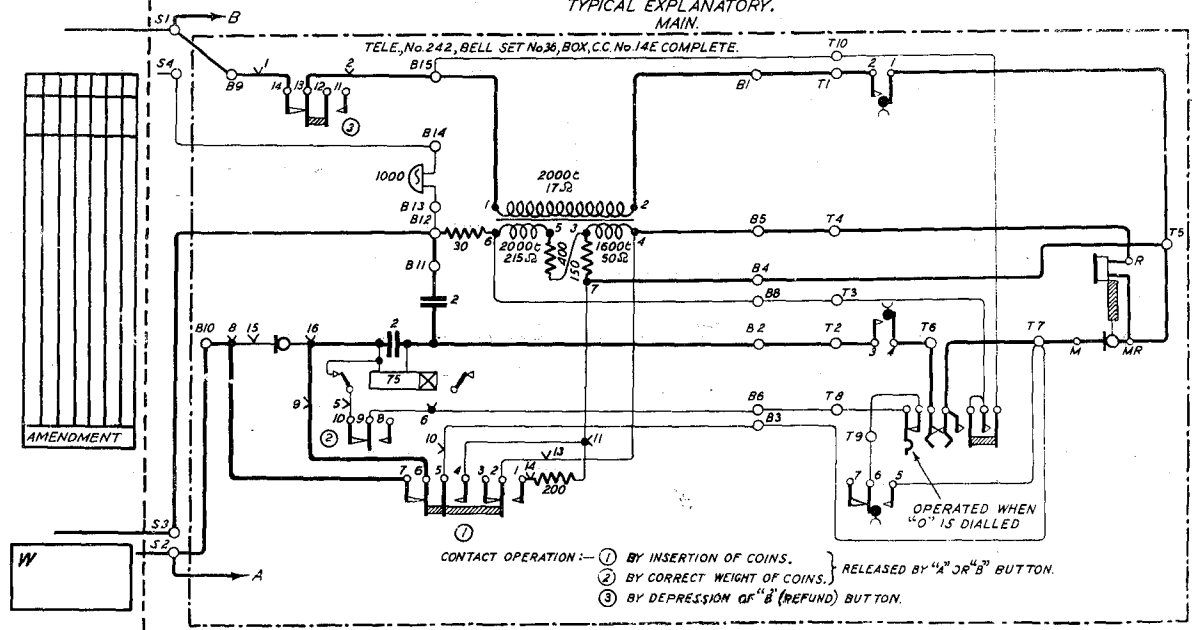 TYPICAL EXPLANATORY.
MAIN.
TELE., No. 242, BELL SET No 36, BOX, C.C. No. 14E COMPLETE.
S1 B
T10
S4 B9 1 14 13 12 11 2 B15 B1 T1 2 1
3
B14
1000
2000t
17Ω
B13
B12 1 2
30 6 2000t 5 3 1600t 4 B5 T4 T5
215Ω 400 150 50Ω
B11 7 B4 R
2 B8 T3
B10 8 15 16 2 B2 T2 3 4 T6 T7 M MR
75
9 5 10 9 8 6 B6 T8
2 B3
10 11 T9
13
7 6 5 4 3 2 1 14 200 7 6 5
1
AMENDMENT
OPERATED WHEN
"O" IS DIALLED
S3
S2
W
A
CONTACT OPERATION :— 1 BY INSERTION OF COINS.
2 BY CORRECT WEIGHT OF COINS. } RELEASED BY "A" OR "B" BUTTON.
3 BY DEPRESSION OF "B" (REFUND) BUTTON.